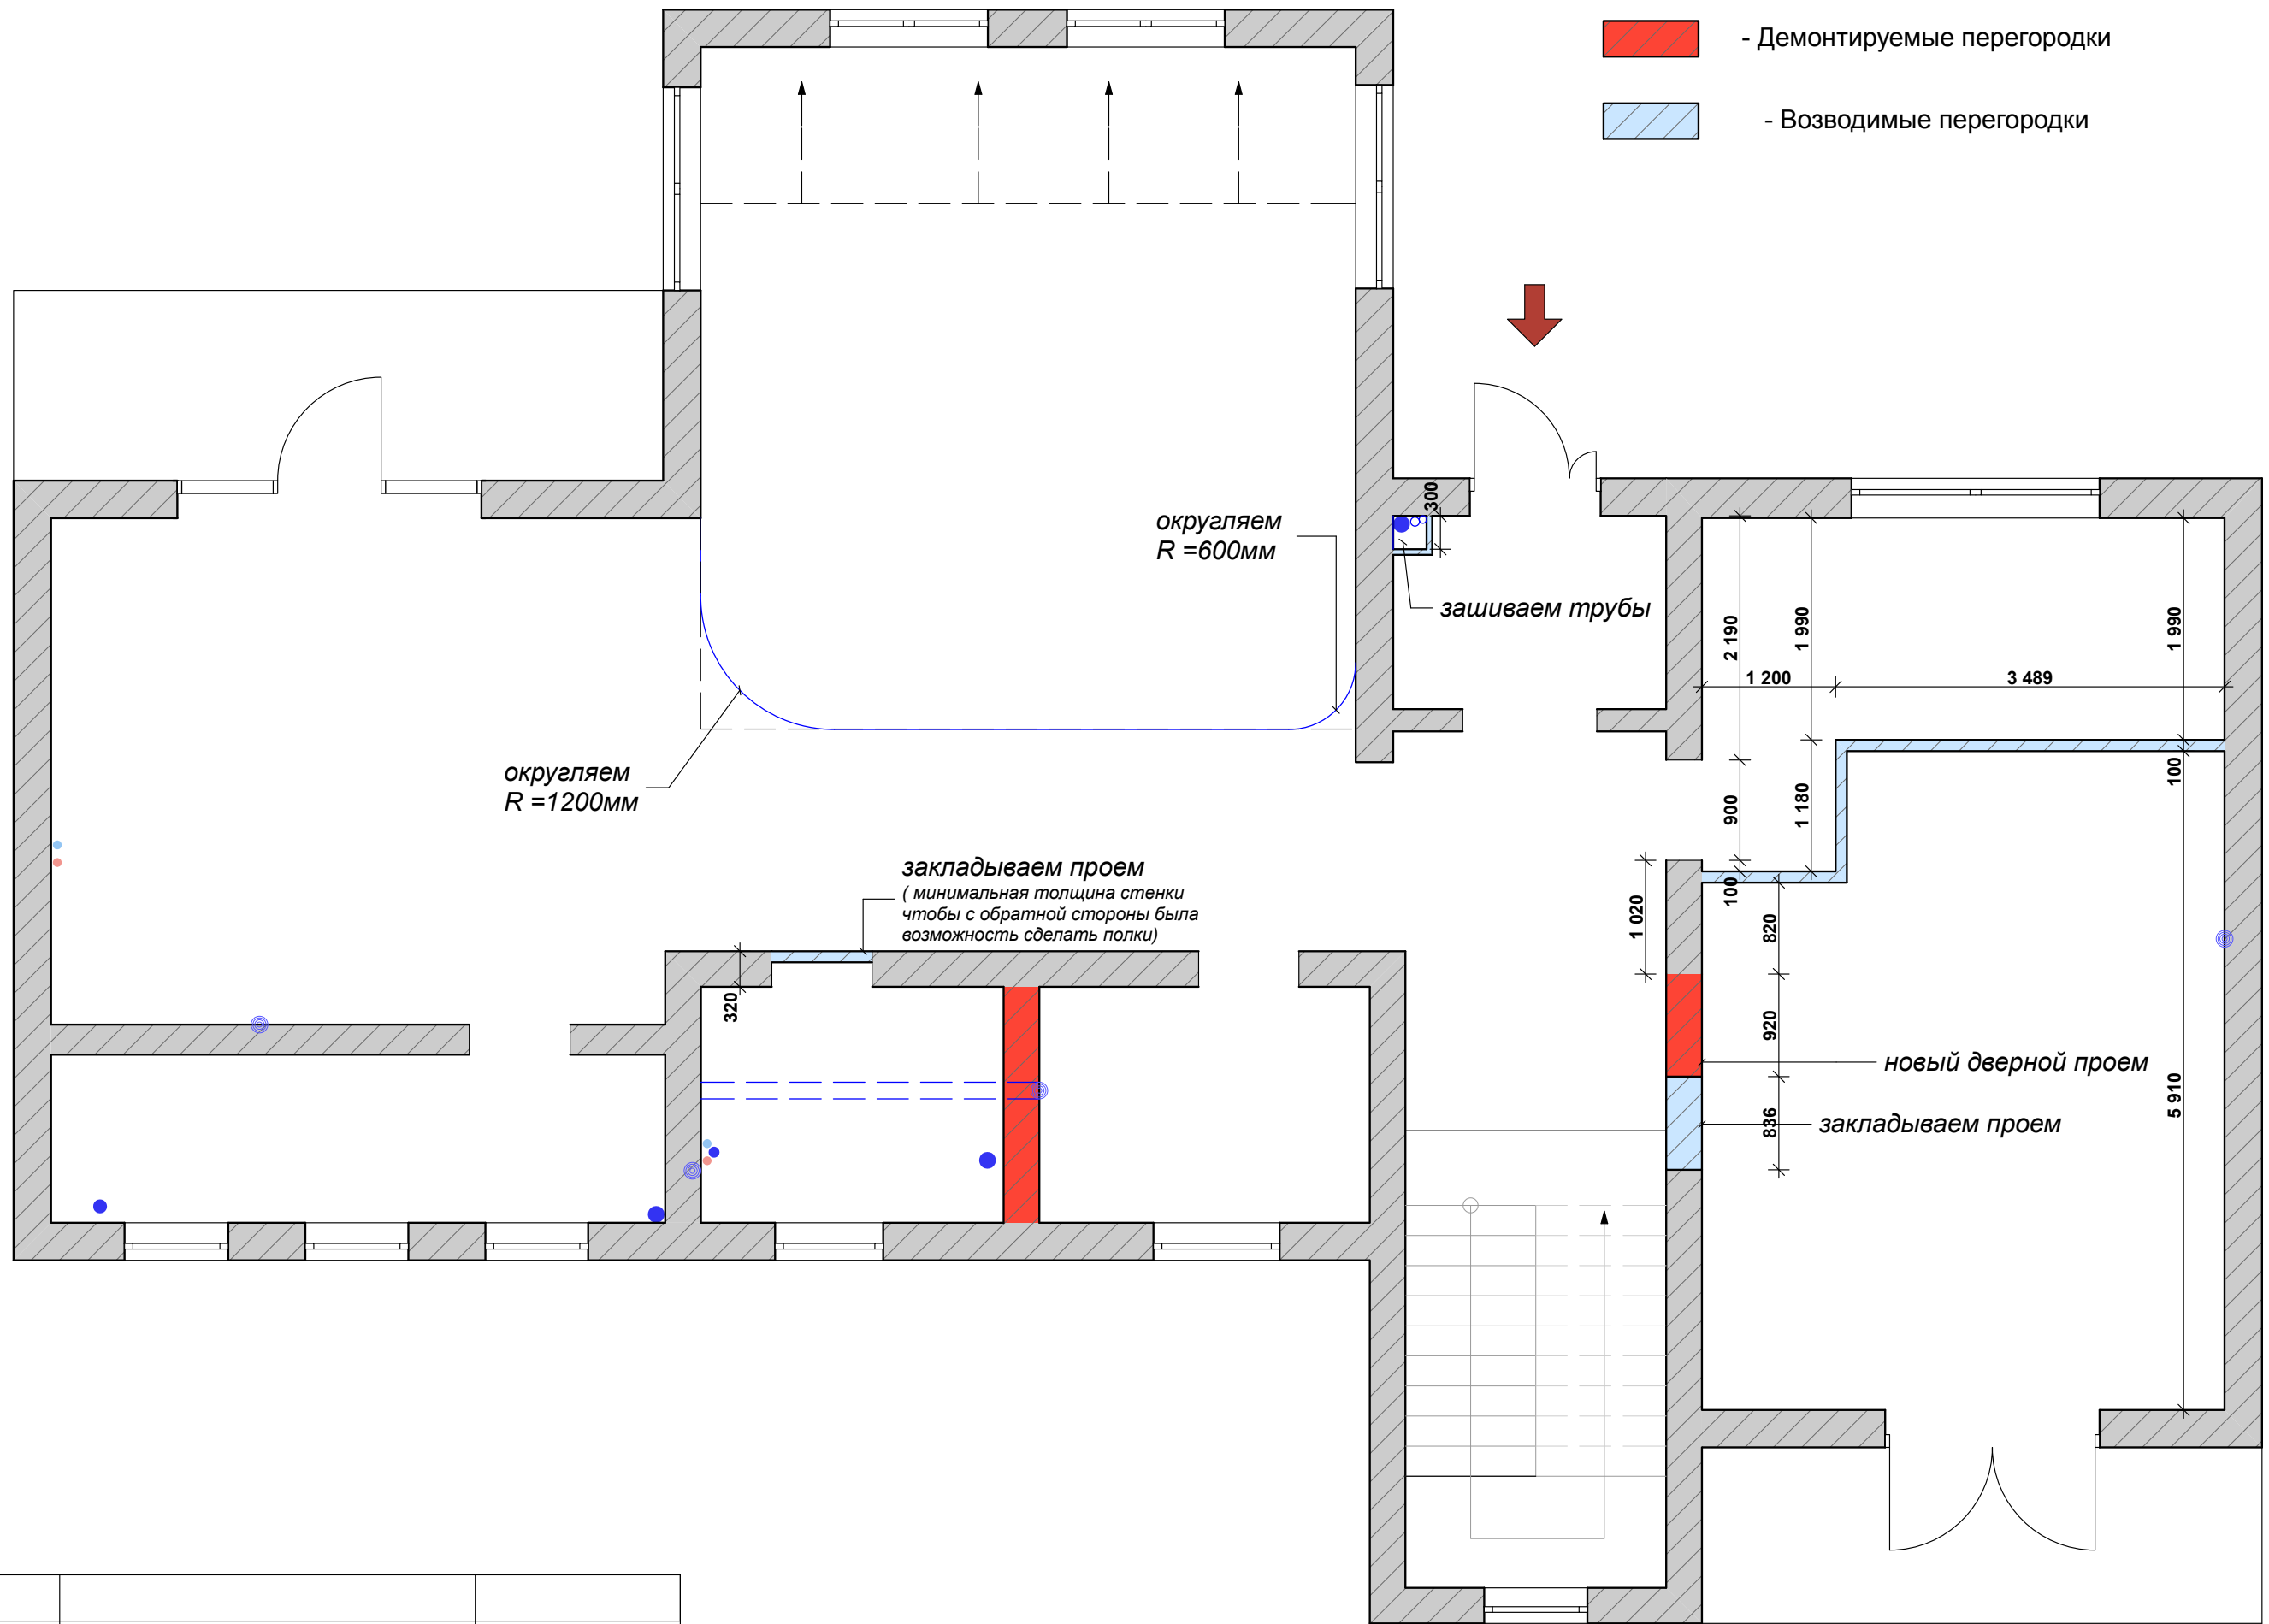 - Демонтируемые перегородки
- Возводимые перегородки
округляем
R =600мм
300
зашиваем трубы
2 190
1 990
1 990
1 200
3 489
округляем
R =1200мм
900
1 180
100
закладываем проем
( минимальная толщина стенки
чтобы с обратной стороны была
возможность сделать полки)
100
1 020
820
320
920
новый дверной проем
836
закладываем проем
5 910